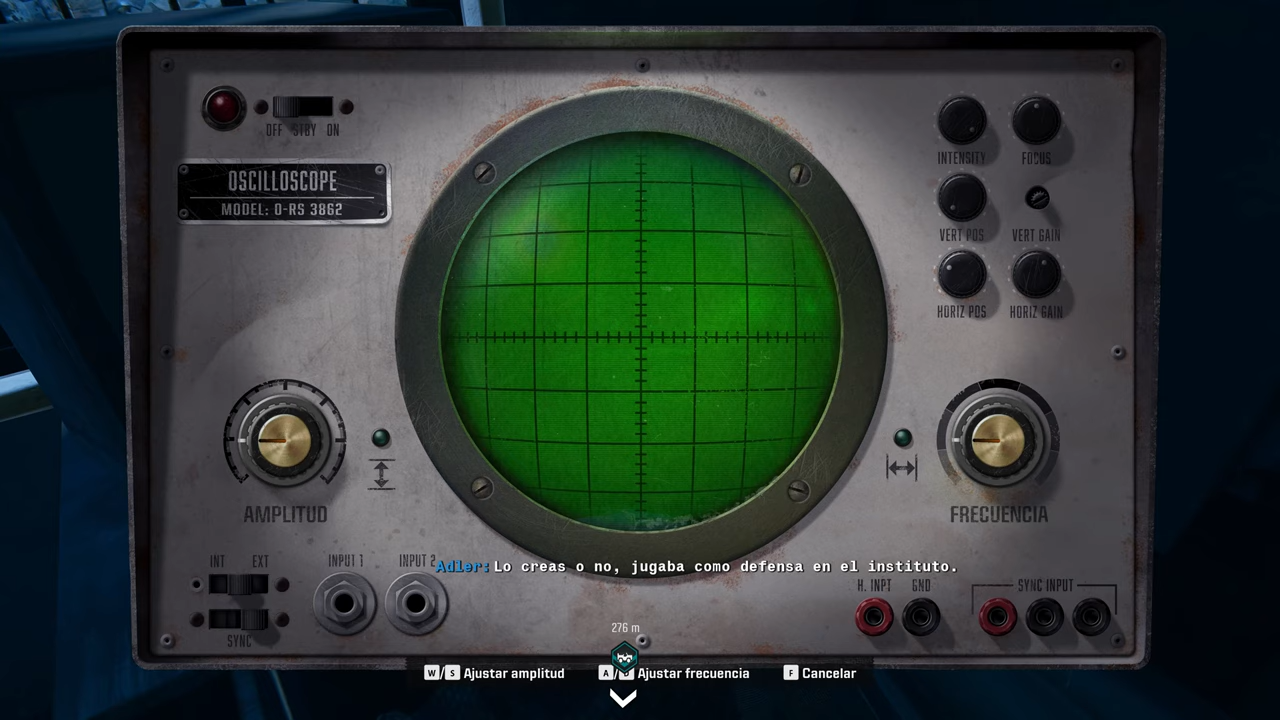 OFF STBY ON
OSCILLOSCOPE
MODEL: O-RS 3862
INTENSITY FOCUS
VERT POS VERT GAIN
HORIZ POS HORIZ GAIN
AMPLITUD
FRECUENCIA
INT EXT
SYNC
INPUT 1 INPUT 2
Adler: Lo creas o no, jugaba como defensa en el instituto.
H. INPT GND
SYNC INPUT
276 m
W/S Ajustar amplitud
A/D Ajustar frecuencia
F Cancelar